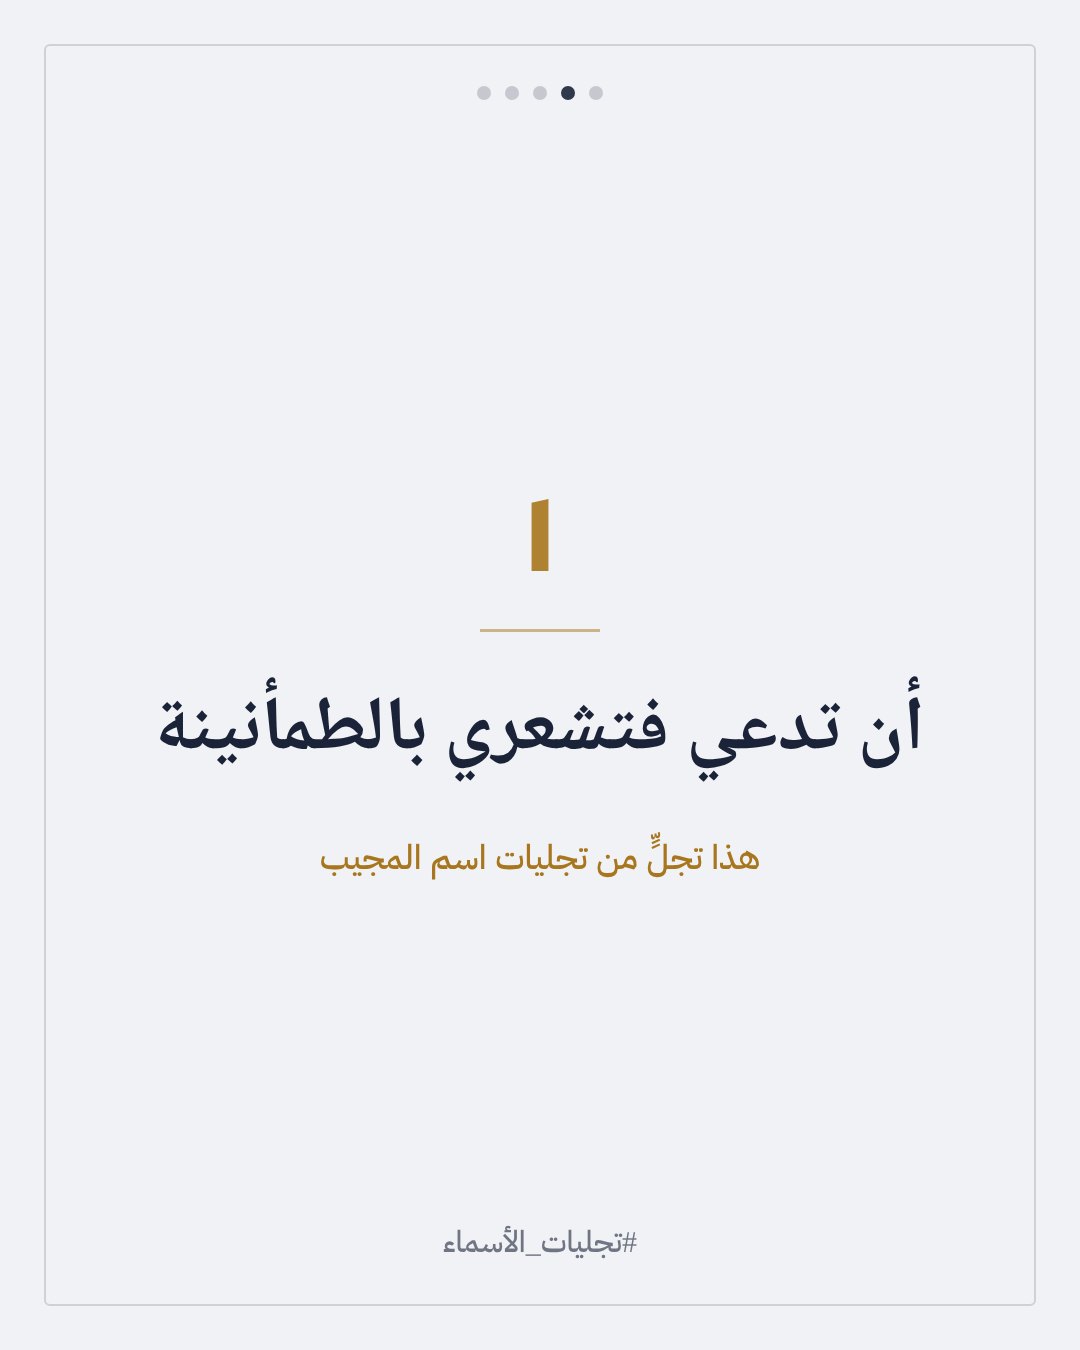 ١
أن تدعي فتشعري بالطمأنينة
هذا تجلٍّ من تجليات اسم المجيب
#تجليات_الأسماء